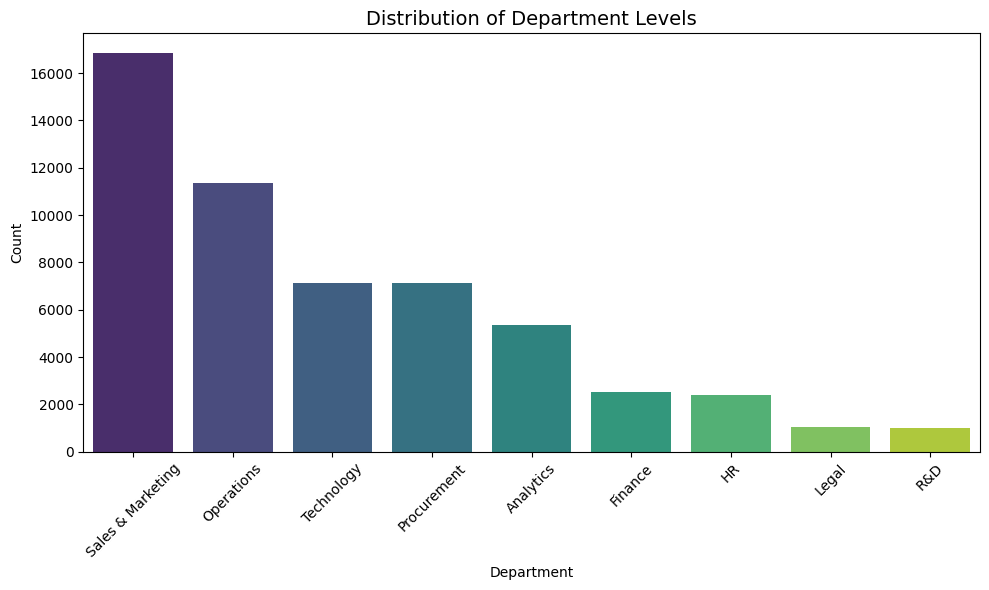 Distribution of Department Levels
Count
16000
14000
12000
10000
8000
6000
4000
2000
0
Sales & Marketing
Operations
Technology
Procurement
Analytics
Finance
HR
Legal
R&D
Department